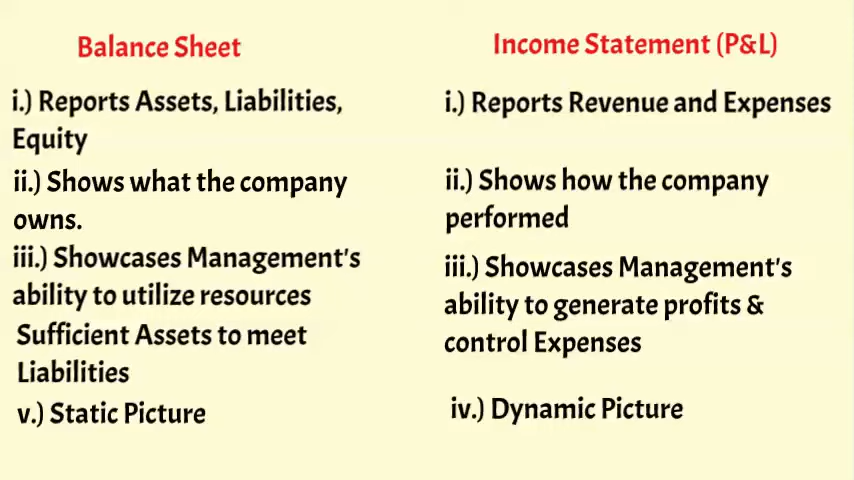 Balance Sheet
i.) Reports Assets, Liabilities,
Equity
ii.) Shows what the company
owns.
iii.) Showcases Management's
ability to utilize resources
Sufficient Assets to meet
Liabilities
v.) Static Picture
Income Statement (P&L)
i.) Reports Revenue and Expenses
ii.) Shows how the company
performed
iii.) Showcases Management's
ability to generate profits &
control Expenses
iv.) Dynamic Picture